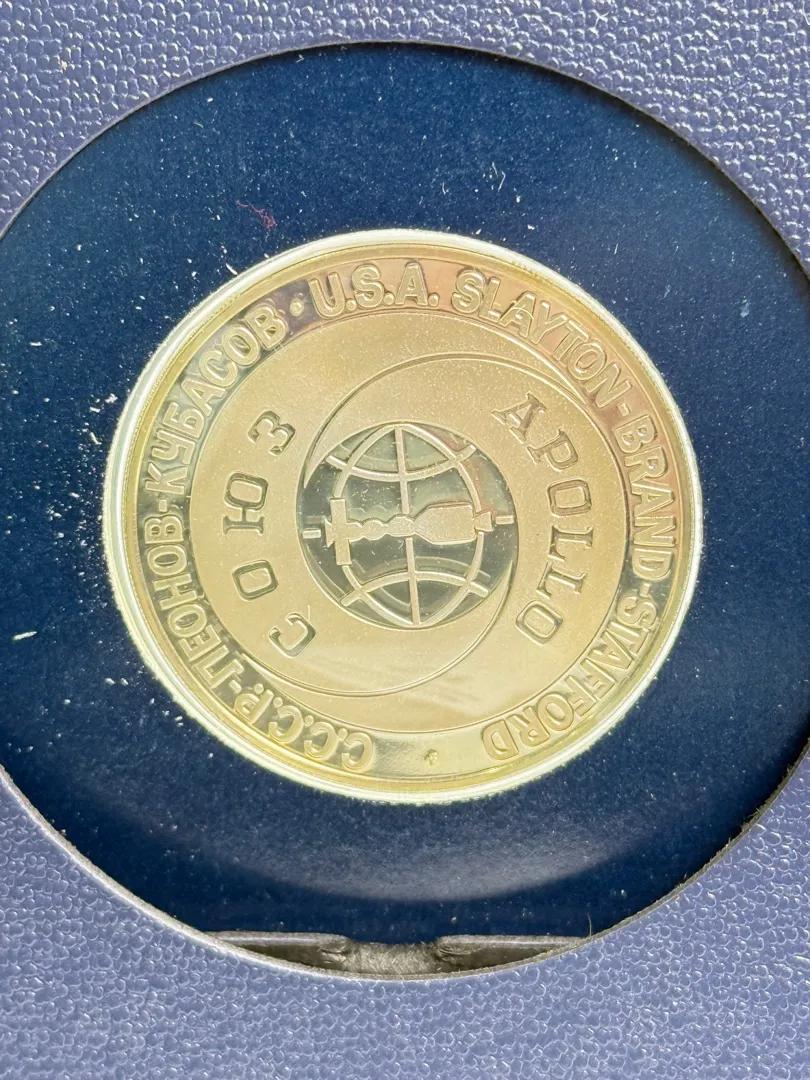 С.С.С.Р.-ЛЕОНОВ-КУБАСОВ · U.S.A. SLAYTON-BRAND-STAFFORD ·
СОЮЗ
APOLLO